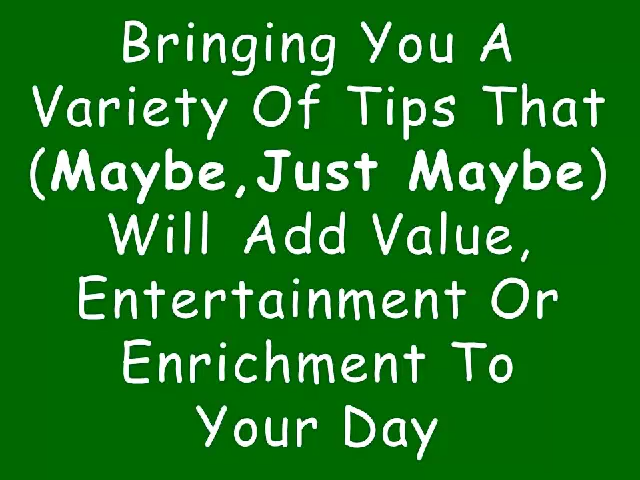 Bringing You A
Variety Of Tips That
(Maybe,Just Maybe)
Will Add Value,
Entertainment Or
Enrichment To
Your Day